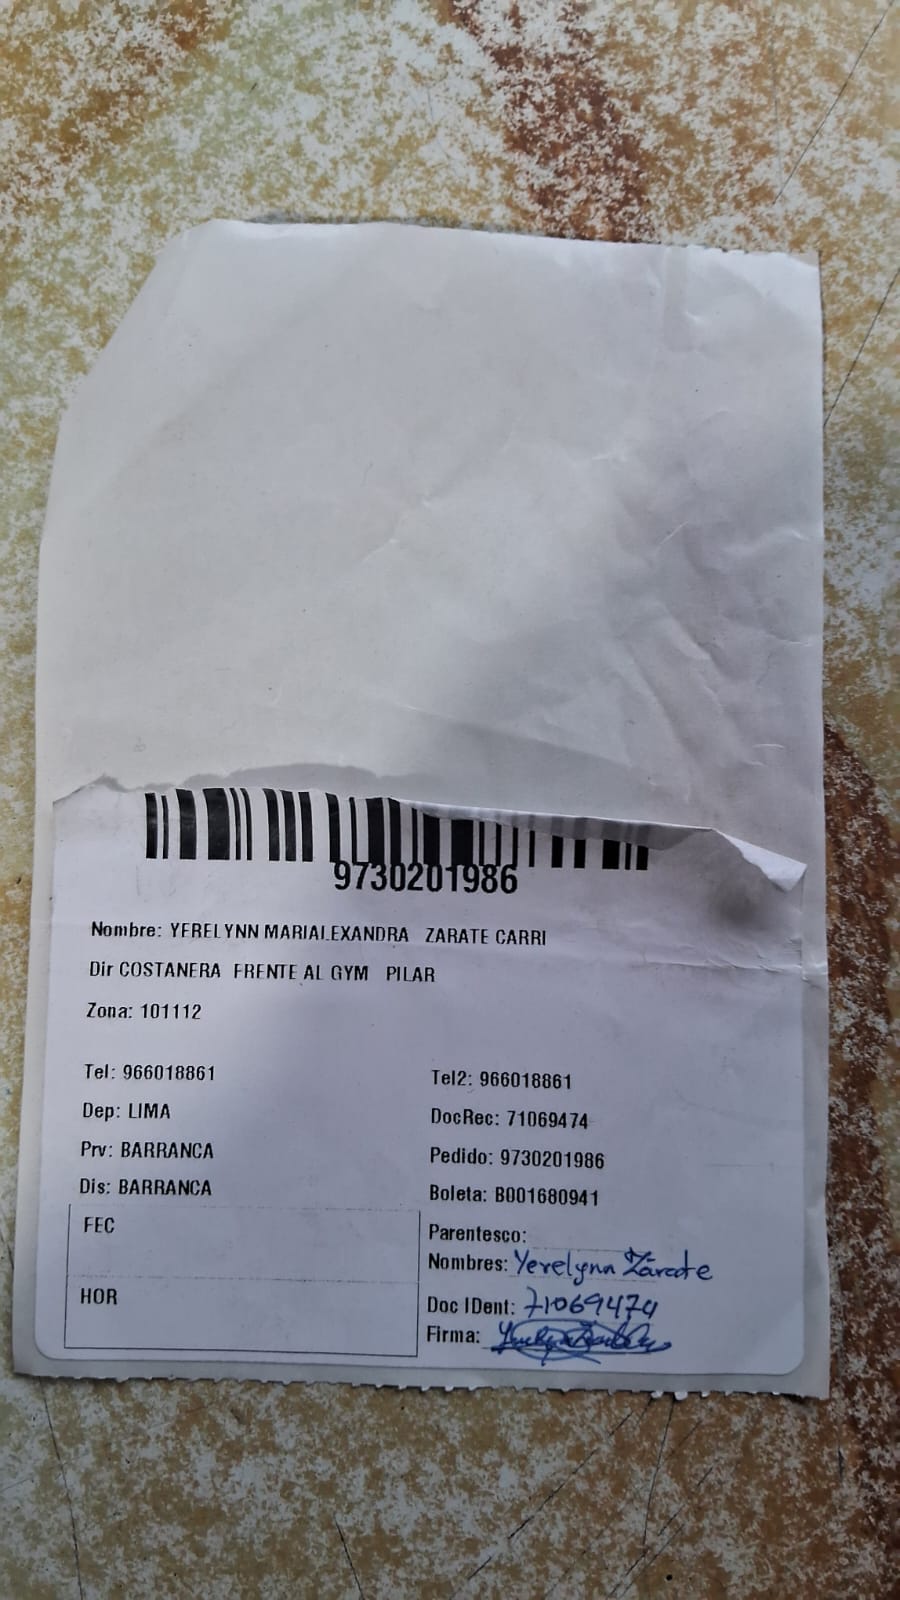 9730201986
Nombre: YERELYNN MARIALEXANDRA ZARATE CARRI
Dir COSTANERA FRENTE AL GYM PILAR
Zona: 101112
Tel: 966018861 Tel2: 966018861
Dep: LIMA DocRec: 71069474
Prv: BARRANCA Pedido: 9730201986
Dis: BARRANCA Boleta: B001680941
FEC
Parentesco:
Nombres: Yerelynn Zárate
HOR
Doc IDent: 71069474
Firma: